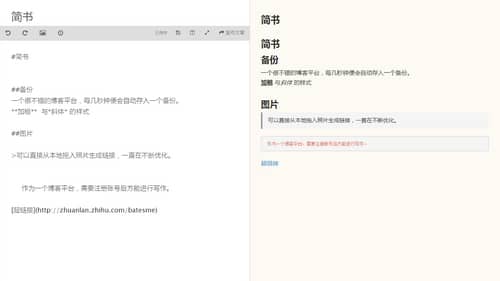 简书
#简书
##备份
一个很不错的博客平台，每几秒钟便会自动存入一个备份。
**加粗** 与*斜体* 的样式
##图片
>可以直接从本地拖入照片生成链接，一直在不断优化。
作为一个博客平台，需要注册账号后方能进行写作。
[超链接](http://zhuanlan.zhihu.com/batesme)
简书
简书
备份
一个很不错的博客平台，每几秒钟便会自动存入一个备份。
加粗 与斜体 的样式
图片
可以直接从本地拖入照片生成链接，一直在不断优化。
作为一个博客平台，需要注册账号后方能进行写作。
超链接